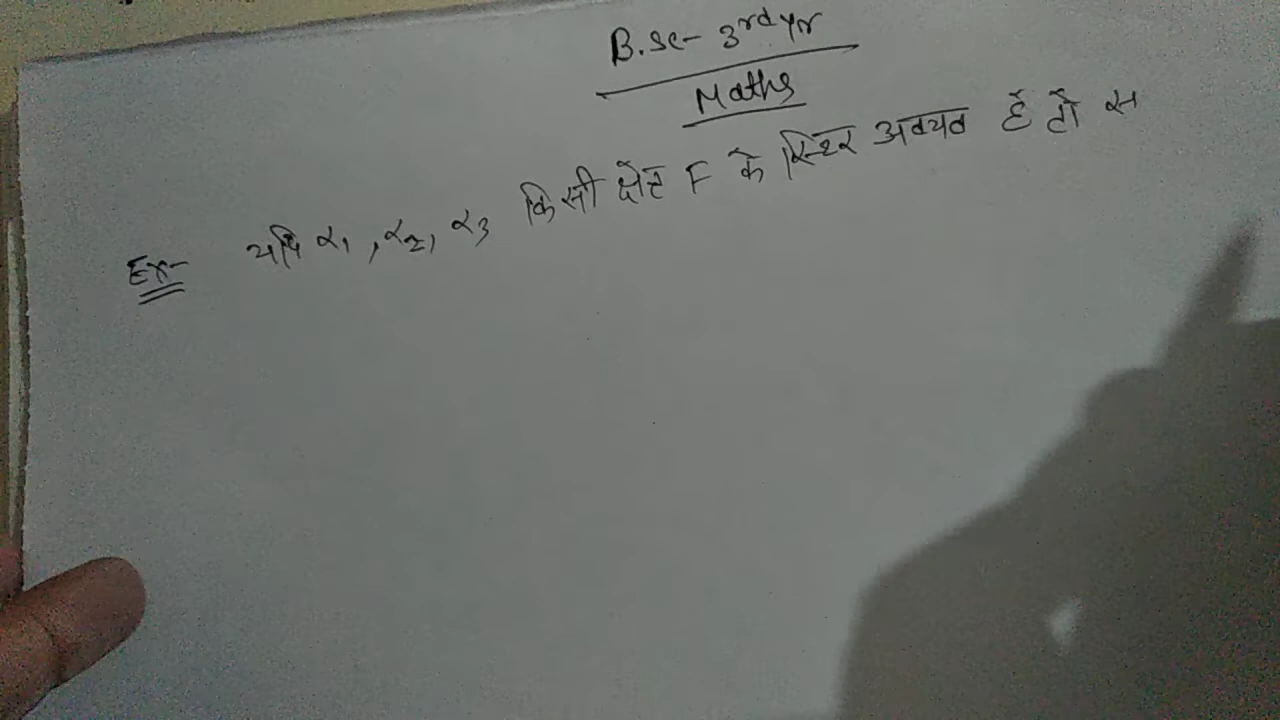 B.Sc- 3rd yr
Maths
Ex- यदि α1, α2, α3 किसी क्षेत्र F के स्थिर अवयव हैं तो स